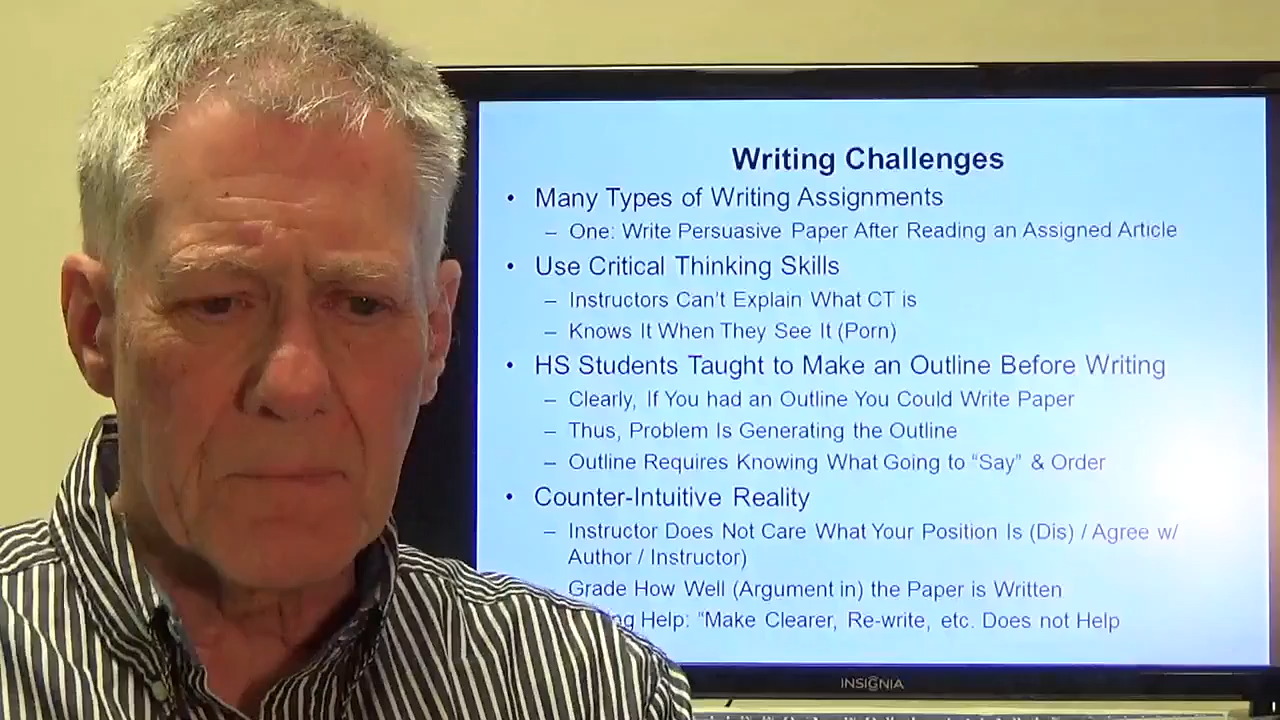 Writing Challenges
• Many Types of Writing Assignments
– One: Write Persuasive Paper After Reading an Assigned Article
• Use Critical Thinking Skills
– Instructors Can't Explain What CT is
– Knows It When They See It (Porn)
• HS Students Taught to Make an Outline Before Writing
– Clearly, If You had an Outline You Could Write Paper
– Thus, Problem Is Generating the Outline
– Outline Requires Knowing What Going to “Say” & Order
• Counter-Intuitive Reality
– Instructor Does Not Care What Your Position Is (Dis) / Agree w/
Author / Instructor)
Grade How Well (Argument in) the Paper is Written
Help: “Make Clearer, Re-write, etc. Does not Help
INSIGNIA